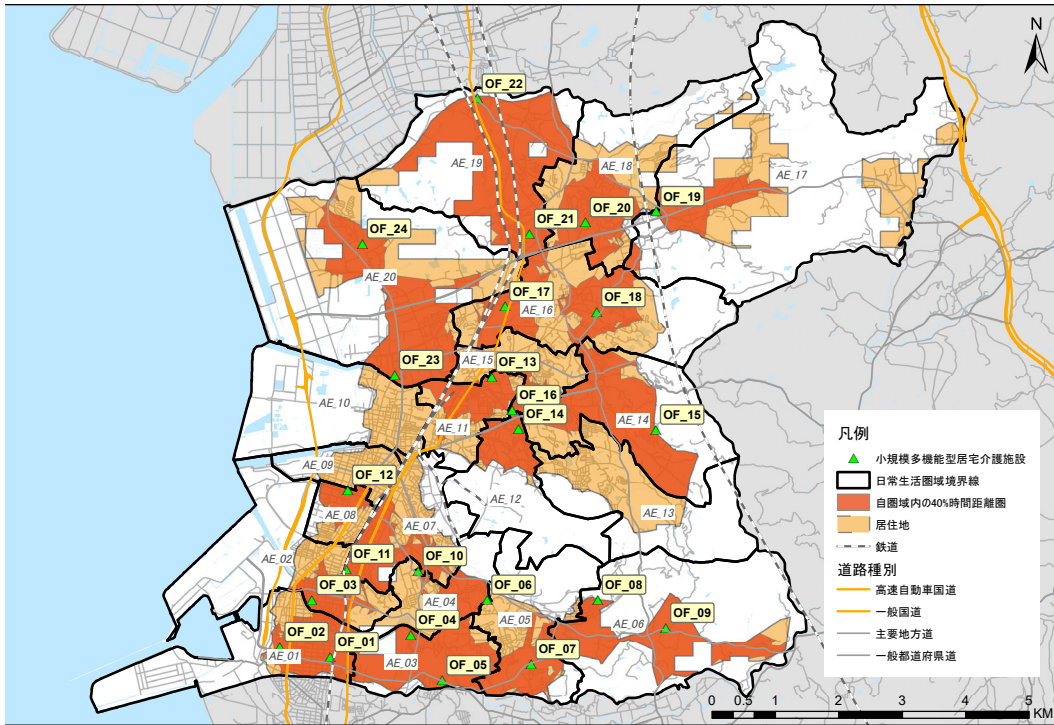 N
OF_22
AE_19
AE_18
AE_17
OF_19
OF_20
OF_21
OF_24
AE_20
OF_17
AE_16
OF_18
AE_15
OF_13
OF_23
AE_10
OF_16
OF_14
AE_11
AE_14
OF_15
AE_09
OF_12
AE_12
AE_08
AE_07
AE_13
AE_02
OF_11
OF_10
OF_03
OF_06
OF_08
AE_04
OF_04
AE_05
AE_06
OF_09
OF_02
OF_01
AE_01
AE_03
OF_05
OF_07
凡例
小規模多機能型居宅介護施設
日常生活圏域境界線
自圏域内の40%時間距離圏
居住地
鉄道
道路種別
高速自動車国道
一般国道
主要地方道
一般都道府県道
0 0.5 1 2 3 4 5
KM